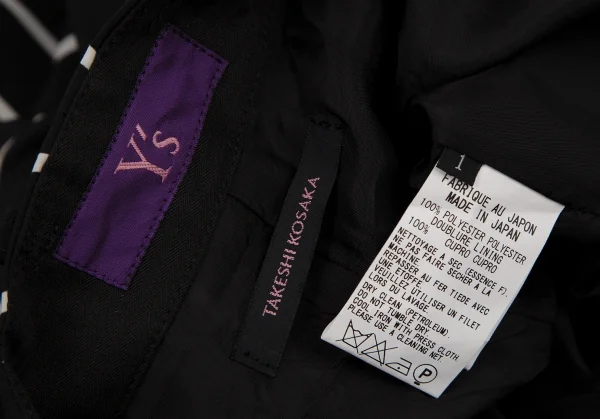 Y's
TAKESHI KOSAKA
1
FABRIQUE AU JAPON
MADE IN JAPAN
100% POLYESTER POLYESTER
DOUBLURE LINING
100% CUPRO CUPRO
NETTOYAGE A SEC (ESSENCE F).
NE PAS FAIRE SECHER A LA
MACHINE
REPASSER AU FER TIEDE AVEC
UNE ETOFFE.
VEUILLEZ UTILISER UN FILET
LORS DU LAVAGE
DRY CLEAN (PETROLEUM).
DO NOT TUMBLE DRY.
COOL IRON WITH PRESS CLOTH
PLEASE USE A CLEANING NET.
P